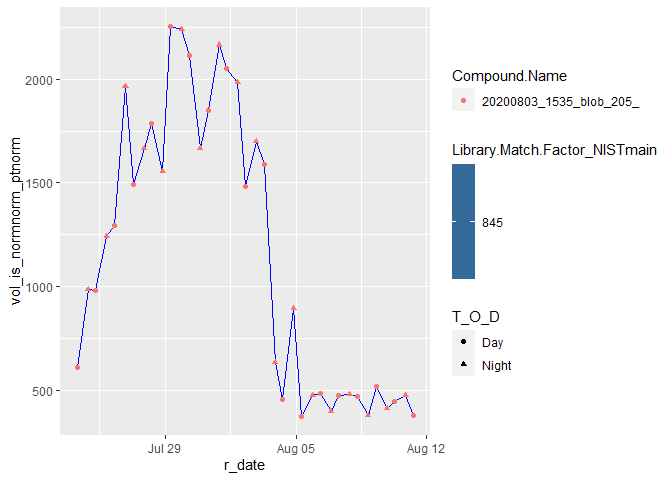 2000
1500
1000
500
vol_is_normnorm_ptnorm
Jul 29
Aug 05
Aug 12
r_date
Compound.Name
20200803_1535_blob_205_
Library.Match.Factor_NISTmain
845
T_O_D
Day
Night